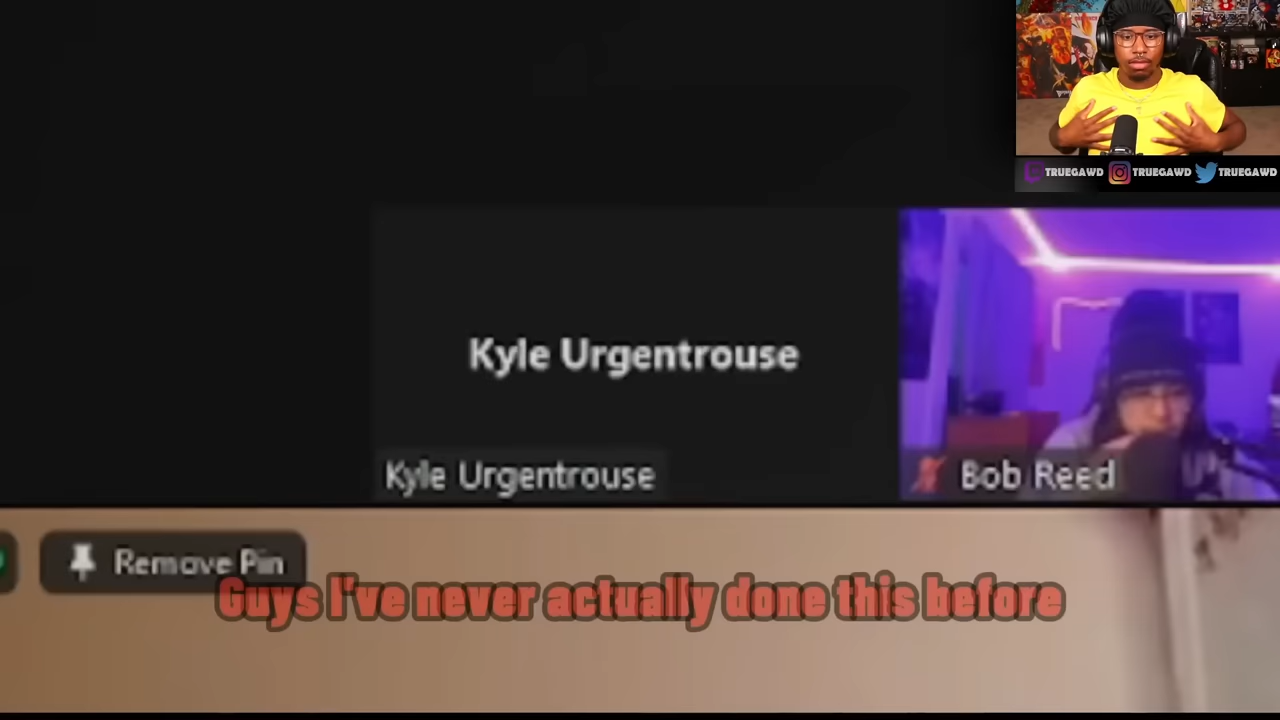 TRUEGAWD TRUEGAWD TRUEGAWD
Kyle Urgentrouse
Kyle Urgentrouse
Bob Reed
Remove Pin
Guys I've never actually done this before